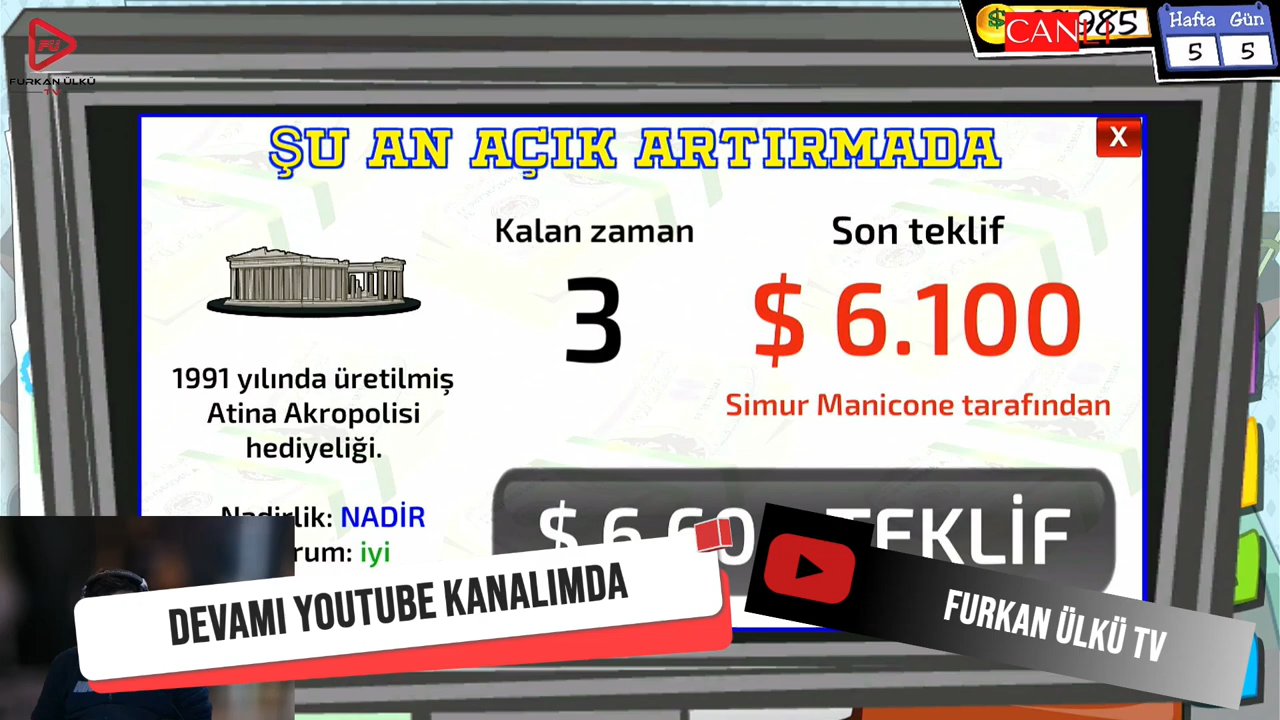 FU
FURKAN ÜLKÜ
TV
CANLI
985
Hafta Gün
5 5
ŞU AN AÇIK ARTIRMADA
X
Kalan zaman
Son teklif
3
$ 6.100
Simur Manicone tarafından
1991 yılında üretilmiş
Atina Akropolisi
hediyeliği.
Nadirlik: NADİR
iyi
TEKLİF
DEVAMI YOUTUBE KANALIMDA
FURKAN ÜLKÜ TV